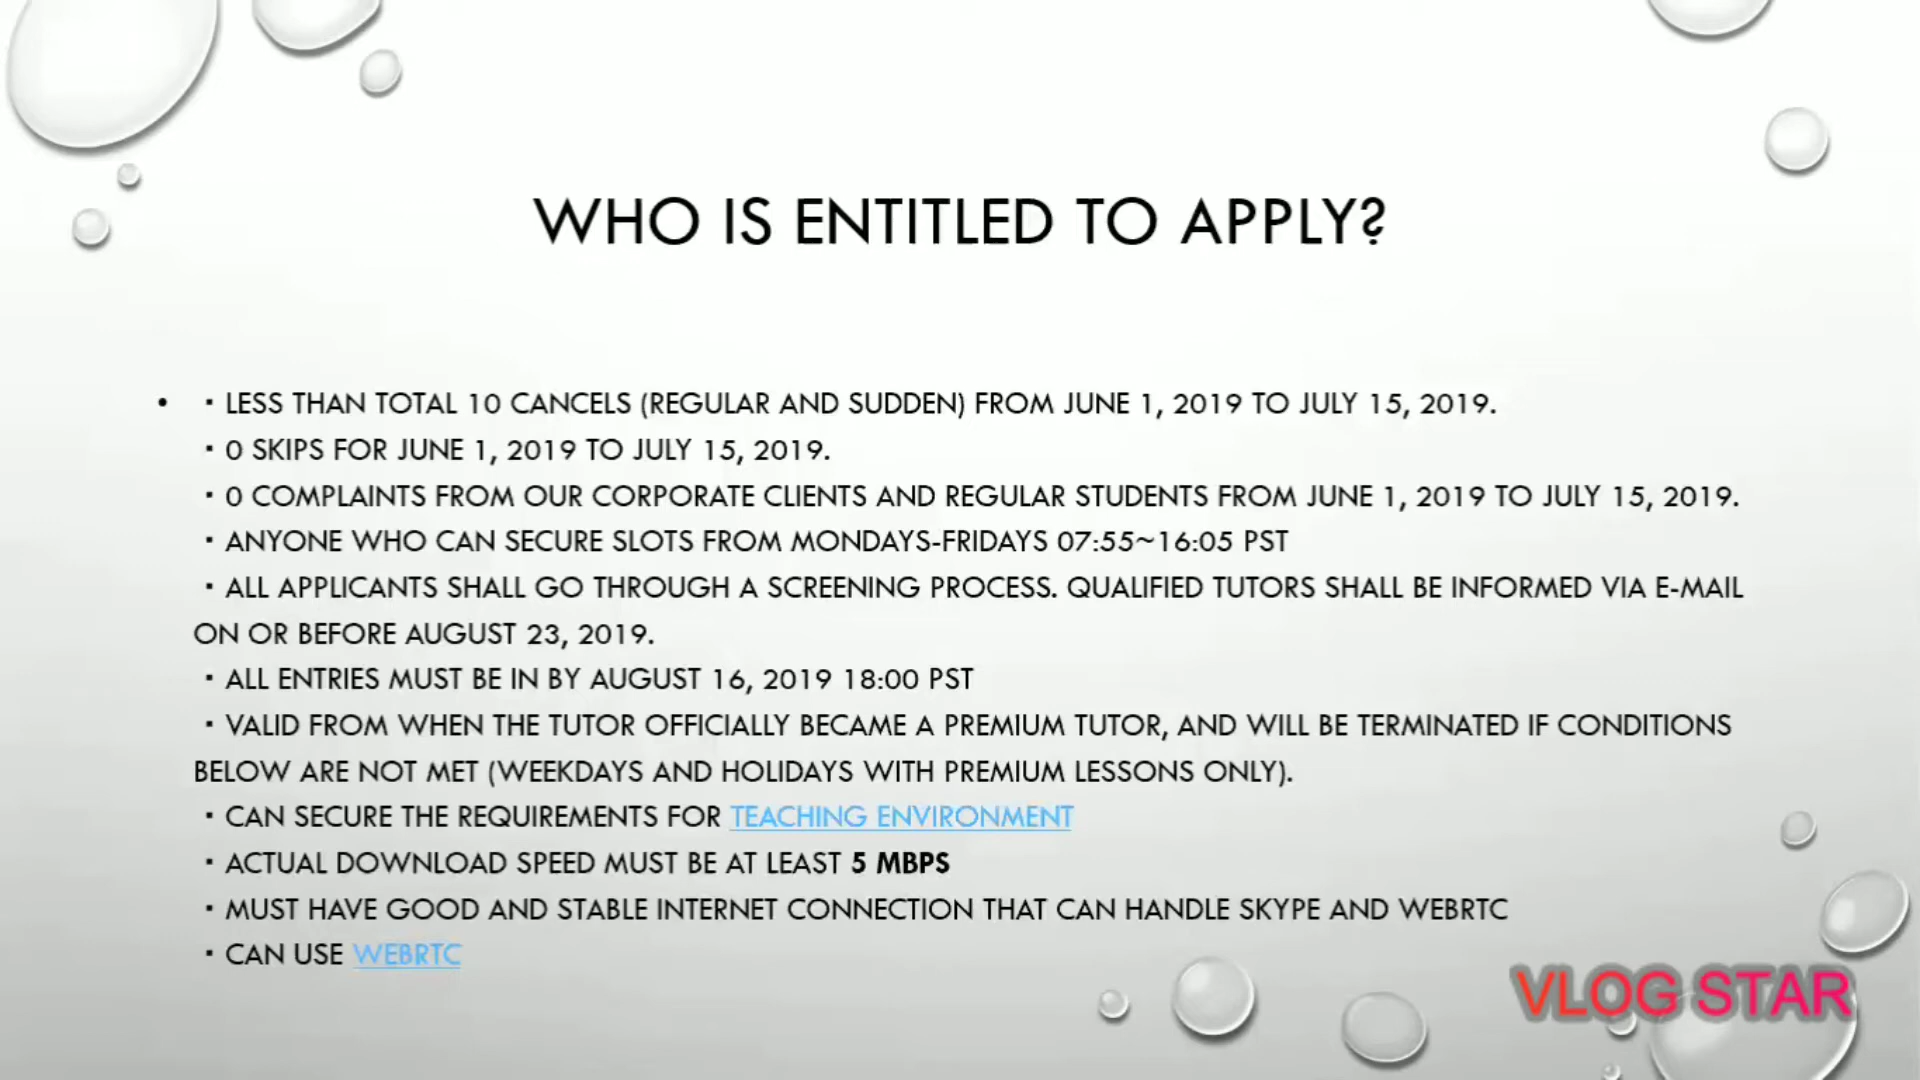 WHO IS ENTITLED TO APPLY?
• ▪ LESS THAN TOTAL 10 CANCELS (REGULAR AND SUDDEN) FROM JUNE 1, 2019 TO JULY 15, 2019.
▪ 0 SKIPS FOR JUNE 1, 2019 TO JULY 15, 2019.
▪ 0 COMPLAINTS FROM OUR CORPORATE CLIENTS AND REGULAR STUDENTS FROM JUNE 1, 2019 TO JULY 15, 2019.
▪ ANYONE WHO CAN SECURE SLOTS FROM MONDAYS-FRIDAYS 07:55~16:05 PST
▪ ALL APPLICANTS SHALL GO THROUGH A SCREENING PROCESS. QUALIFIED TUTORS SHALL BE INFORMED VIA E-MAIL
ON OR BEFORE AUGUST 23, 2019.
▪ ALL ENTRIES MUST BE IN BY AUGUST 16, 2019 18:00 PST
▪ VALID FROM WHEN THE TUTOR OFFICIALLY BECAME A PREMIUM TUTOR, AND WILL BE TERMINATED IF CONDITIONS
BELOW ARE NOT MET (WEEKDAYS AND HOLIDAYS WITH PREMIUM LESSONS ONLY).
▪ CAN SECURE THE REQUIREMENTS FOR TEACHING ENVIRONMENT
▪ ACTUAL DOWNLOAD SPEED MUST BE AT LEAST 5 MBPS
▪ MUST HAVE GOOD AND STABLE INTERNET CONNECTION THAT CAN HANDLE SKYPE AND WEBRTC
▪ CAN USE WEBRTC
VLOG STAR